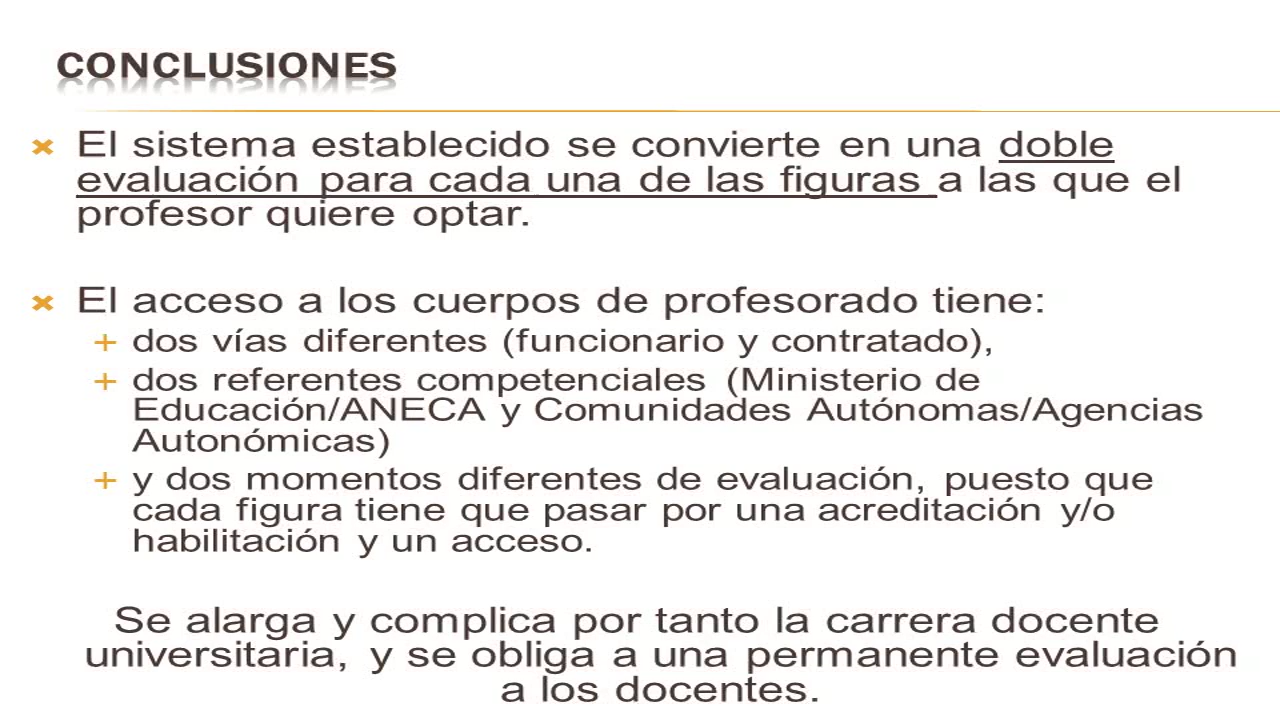 CONCLUSIONES
El sistema establecido se convierte en una doble
evaluación para cada una de las figuras a las que el
profesor quiere optar.
El acceso a los cuerpos de profesorado tiene:
dos vías diferentes (funcionario y contratado),
dos referentes competenciales (Ministerio de
Educación/ANECA y Comunidades Autónomas/Agencias
Autonómicas)
y dos momentos diferentes de evaluación, puesto que
cada figura tiene que pasar por una acreditación y/o
habilitación y un acceso.
Se alarga y complica por tanto la carrera docente
universitaria, y se obliga a una permanente evaluación
a los docentes.